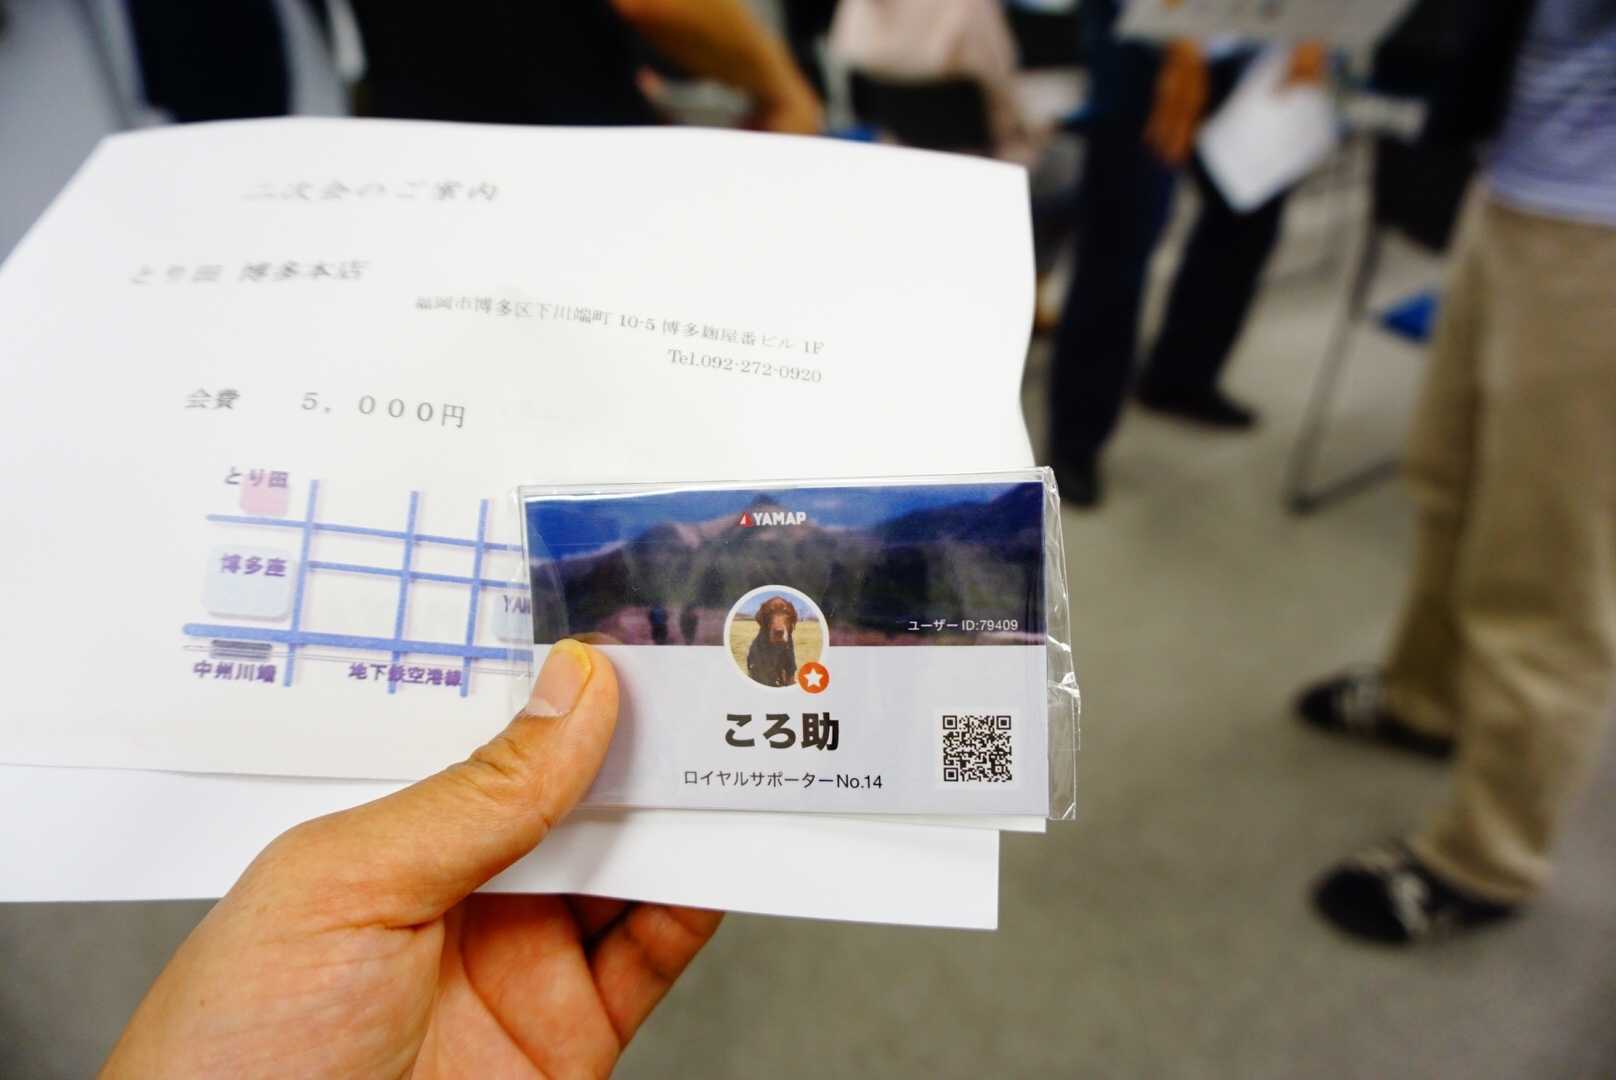 二次会のご案内
とり田 博多本店
福岡市博多区下川端町 10-5 博多麹屋番ビル 1F
Tel.092-272-0920
会費 5,000円
とり田
博多座
YAM
中州川端
地下鉄空港線
YAMAP
ユーザー ID:79409
ころ助
ロイヤルサポーターNo.14